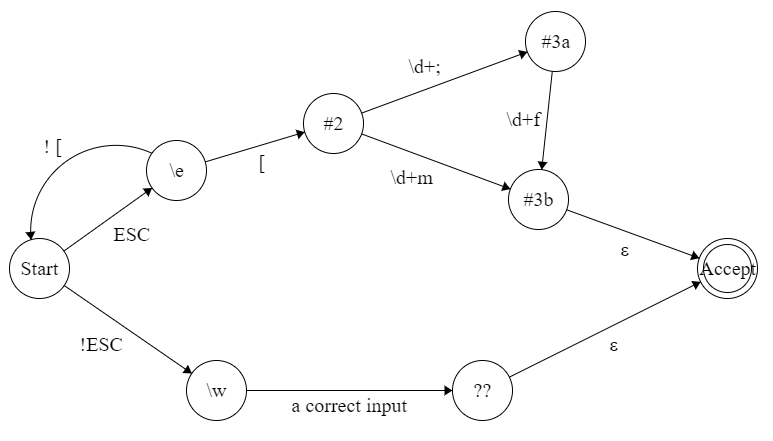 #3a
\d+;
#2
\d+f
! [
\e
[
\d+m
#3b
ESC
ε
Start
Accept
!ESC
ε
\w
a correct input
??